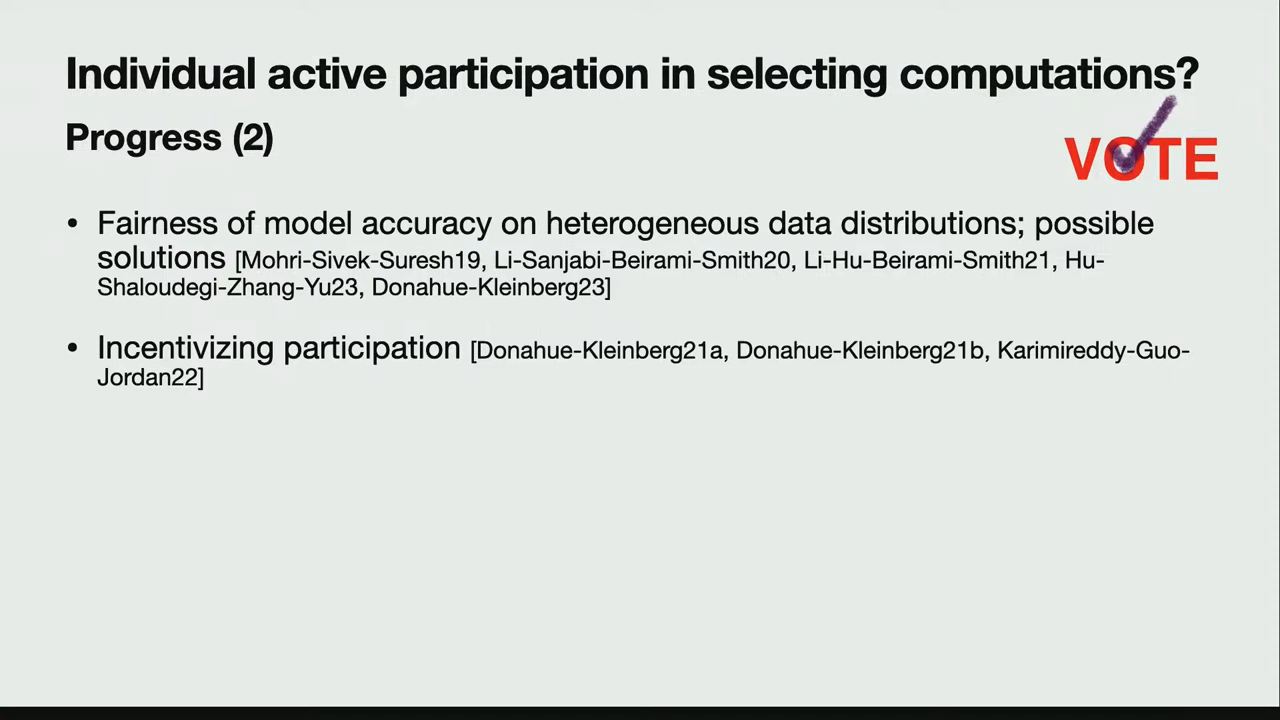 Individual active participation in selecting computations?
Progress (2)
VOTE
• Fairness of model accuracy on heterogeneous data distributions; possible
solutions [Mohri-Sivek-Suresh19, Li-Sanjabi-Beirami-Smith20, Li-Hu-Beirami-Smith21, Hu-
Shaloudegi-Zhang-Yu23, Donahue-Kleinberg23]
• Incentivizing participation [Donahue-Kleinberg21a, Donahue-Kleinberg21b, Karimireddy-Guo-
Jordan22]